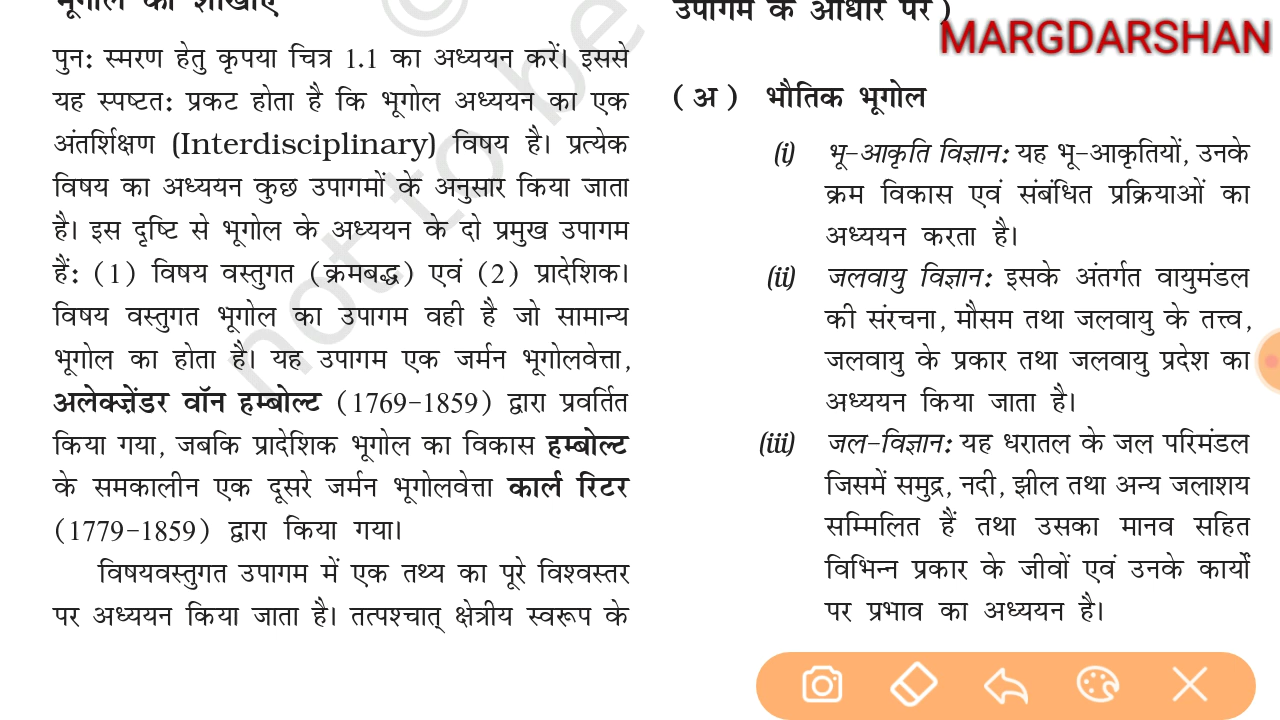 भूगोल की शाखाएँ
पुन: स्मरण हेतु कृपया चित्र 1.1 का अध्ययन करें। इससे
यह स्पष्टत: प्रकट होता है कि भूगोल अध्ययन का एक
अंतर्शिक्षण (Interdisciplinary) विषय है। प्रत्येक
विषय का अध्ययन कुछ उपागमों के अनुसार किया जाता
है। इस दृष्टि से भूगोल के अध्ययन के दो प्रमुख उपागम
हैं: (1) विषय वस्तुगत (क्रमबद्ध) एवं (2) प्रादेशिक।
विषय वस्तुगत भूगोल का उपागम वही है जो सामान्य
भूगोल का होता है। यह उपागम एक जर्मन भूगोलवेत्ता,
अलेक्ज़ेंडर वॉन हम्बोल्ट (1769-1859) द्वारा प्रवर्तित
किया गया, जबकि प्रादेशिक भूगोल का विकास हम्बोल्ट
के समकालीन एक दूसरे जर्मन भूगोलवेत्ता कार्ल रिटर
(1779-1859) द्वारा किया गया।
विषयवस्तुगत उपागम में एक तथ्य का पूरे विश्वस्तर
पर अध्ययन किया जाता है। तत्पश्चात् क्षेत्रीय स्वरूप के
उपागम के आधार पर)
MARGDARSHAN
(अ) भौतिक भूगोल
(i) भू-आकृति विज्ञान: यह भू-आकृतियों, उनके
क्रम विकास एवं संबंधित प्रक्रियाओं का
अध्ययन करता है।
(ii) जलवायु विज्ञान: इसके अंतर्गत वायुमंडल
की संरचना, मौसम तथा जलवायु के तत्त्व,
जलवायु के प्रकार तथा जलवायु प्रदेश का
अध्ययन किया जाता है।
(iii) जल-विज्ञान: यह धरातल के जल परिमंडल
जिसमें समुद्र, नदी, झील तथा अन्य जलाशय
सम्मिलित हैं तथा उसका मानव सहित
विभिन्न प्रकार के जीवों एवं उनके कार्यों
पर प्रभाव का अध्ययन है।
© not to be